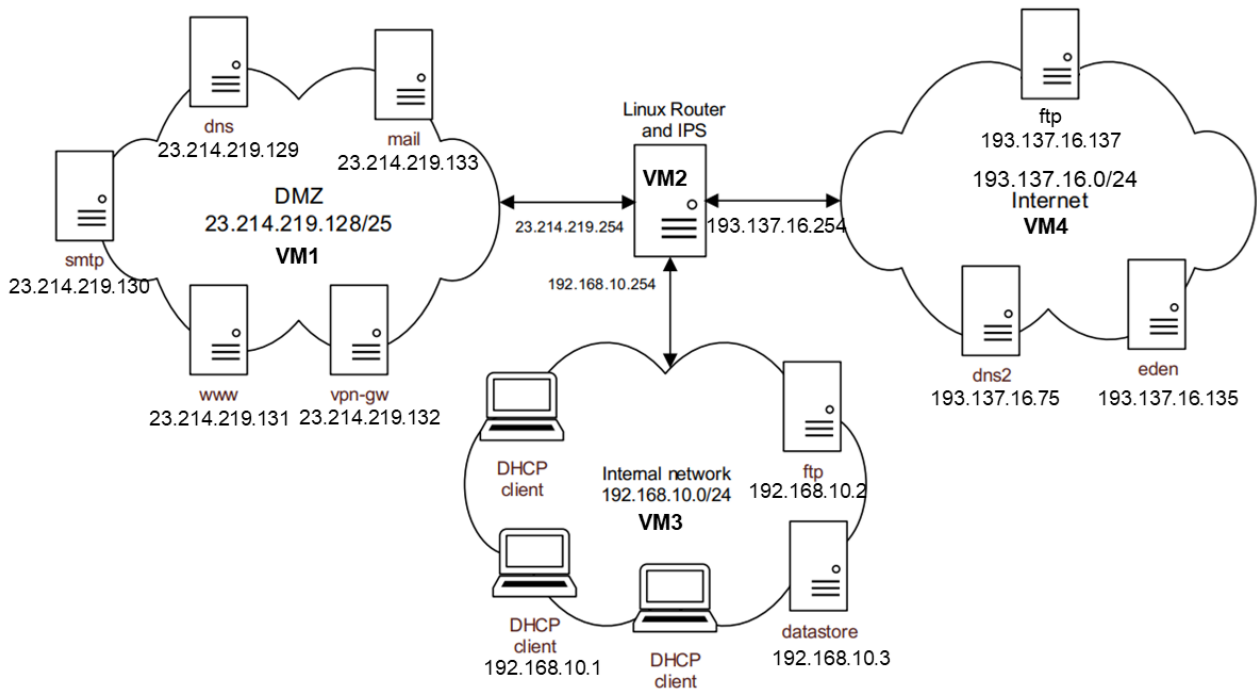 dns
23.214.219.129
mail
23.214.219.133
smtp
23.214.219.130
DMZ
23.214.219.128/25
VM1
www
23.214.219.131
vpn-gw
23.214.219.132
Linux Router
and IPS
VM2
23.214.219.254
193.137.16.254
192.168.10.254
ftp
193.137.16.137
193.137.16.0/24
Internet
VM4
dns2
193.137.16.75
eden
193.137.16.135
DHCP
client
Internal network
192.168.10.0/24
VM3
ftp
192.168.10.2
DHCP
client
192.168.10.1
DHCP
client
datastore
192.168.10.3